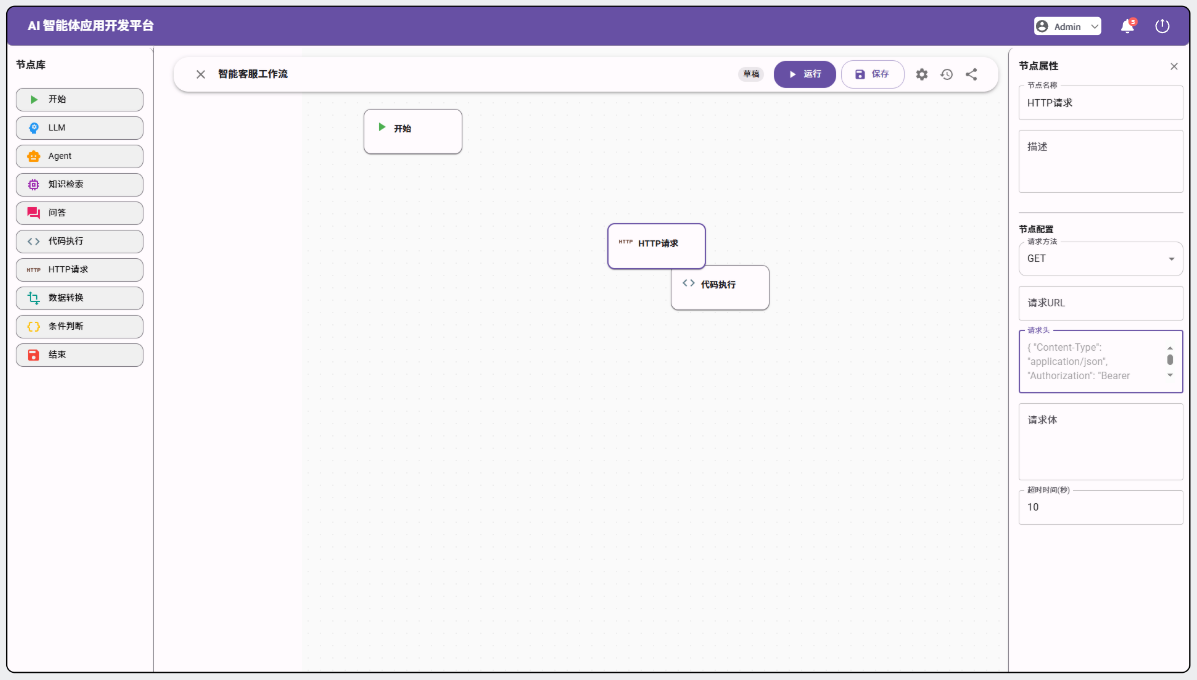 AI 智能体应用开发平台
Admin
5
节点库
开始
LLM
Agent
知识检索
问答
代码执行
HTTP
HTTP请求
数据转换
条件判断
结束
智能客服工作流
草稿
运行
保存
开始
HTTP
HTTP请求
代码执行
节点属性
节点名称
HTTP请求
描述
节点配置
请求方法
GET
请求URL
请求头
{ "Content-Type":
"application/json",
"Authorization": "Bearer
请求体
超时时间(秒)
10